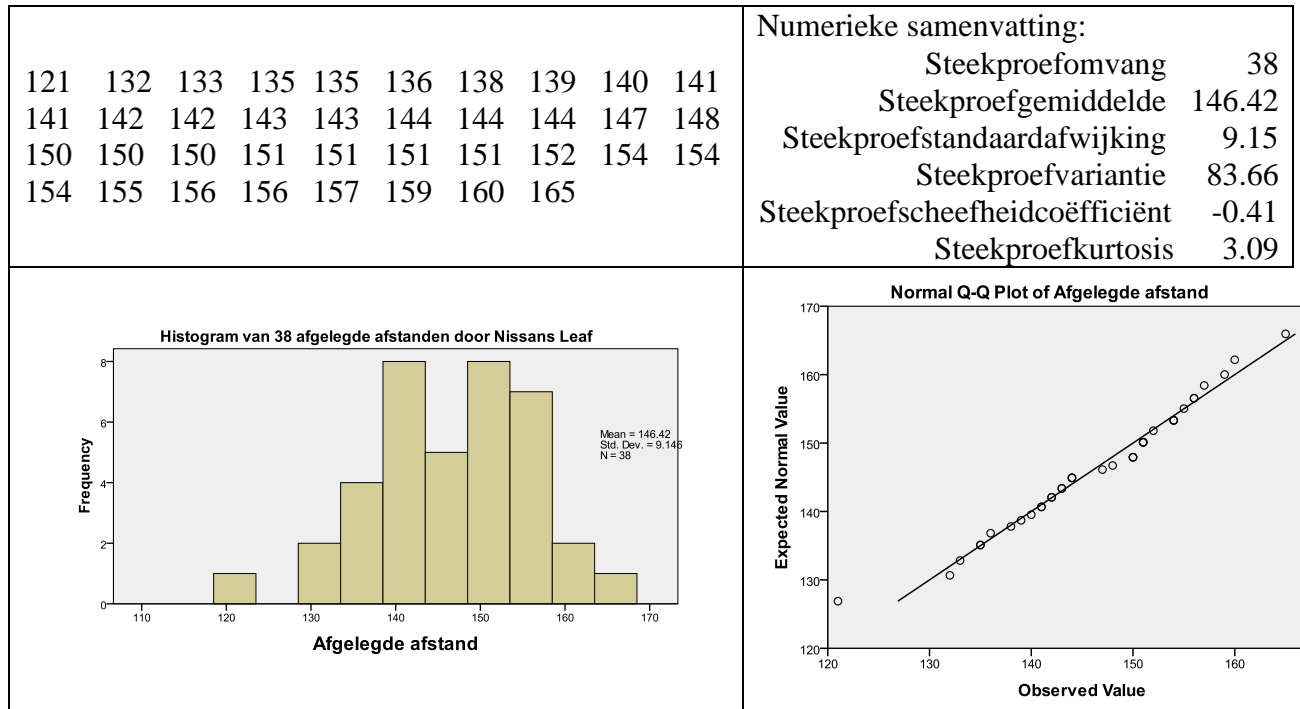 121 132 133 135 135 136 138 139 140 141
141 142 142 143 143 144 144 144 147 148
150 150 150 151 151 151 151 152 154 154
154 155 156 156 157 159 160 165
Numerieke samenvatting:
Steekproefomvang 38
Steekproefgemiddelde 146.42
Steekproefstandaardafwijking 9.15
Steekproefvariantie 83.66
Steekproefscheefheidcoëfficiënt -0.41
Steekproefkurtosis 3.09
Histogram van 38 afgelegde afstanden door Nissans Leaf
8
6
4
2
0
Frequency
Mean = 146.42
Std. Dev. = 9.146
N = 38
110 120 130 140 150 160 170
Afgelegde afstand
Normal Q-Q Plot of Afgelegde afstand
170
160
150
140
130
120
Expected Normal Value
120 130 140 150 160
Observed Value